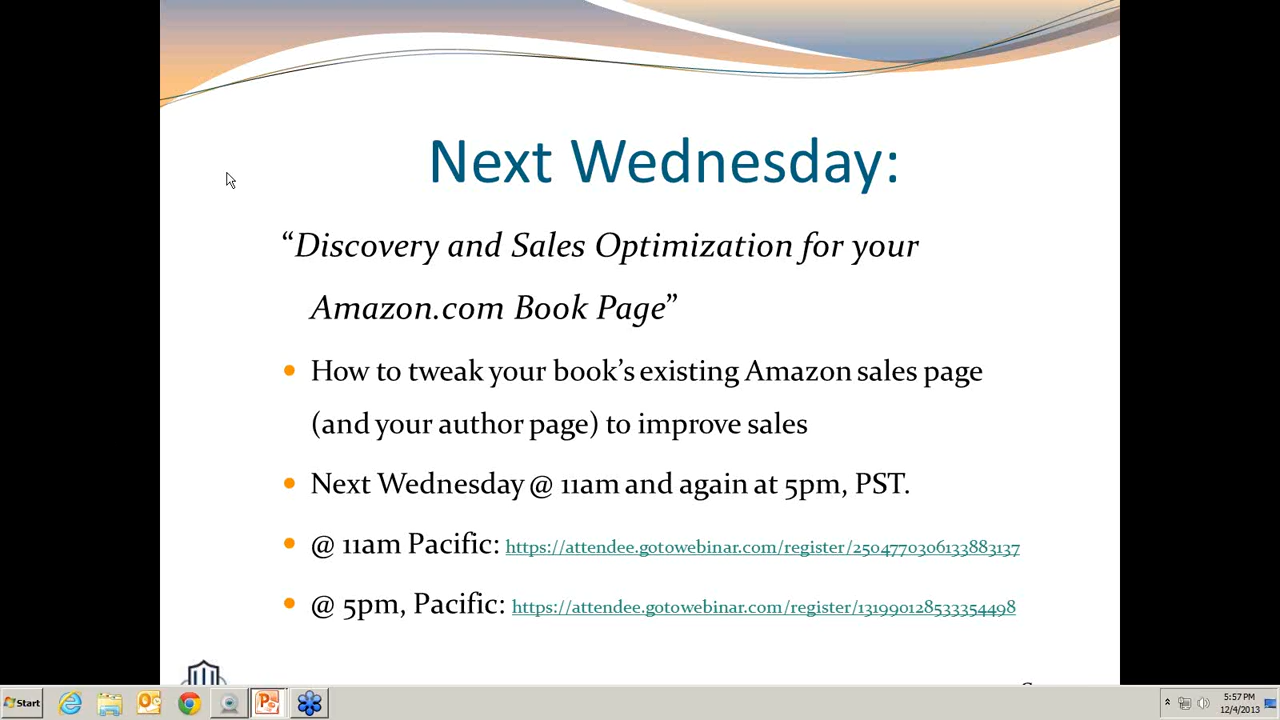 Next Wednesday:
“Discovery and Sales Optimization for your
Amazon.com Book Page”
How to tweak your book’s existing Amazon sales page
(and your author page) to improve sales
Next Wednesday @ 11am and again at 5pm, PST.
@ 11am Pacific: https://attendee.gotowebinar.com/register/2504770306133883137
@ 5pm, Pacific: https://attendee.gotowebinar.com/register/131990128533354498
Start
5:57 PM
12/4/2013